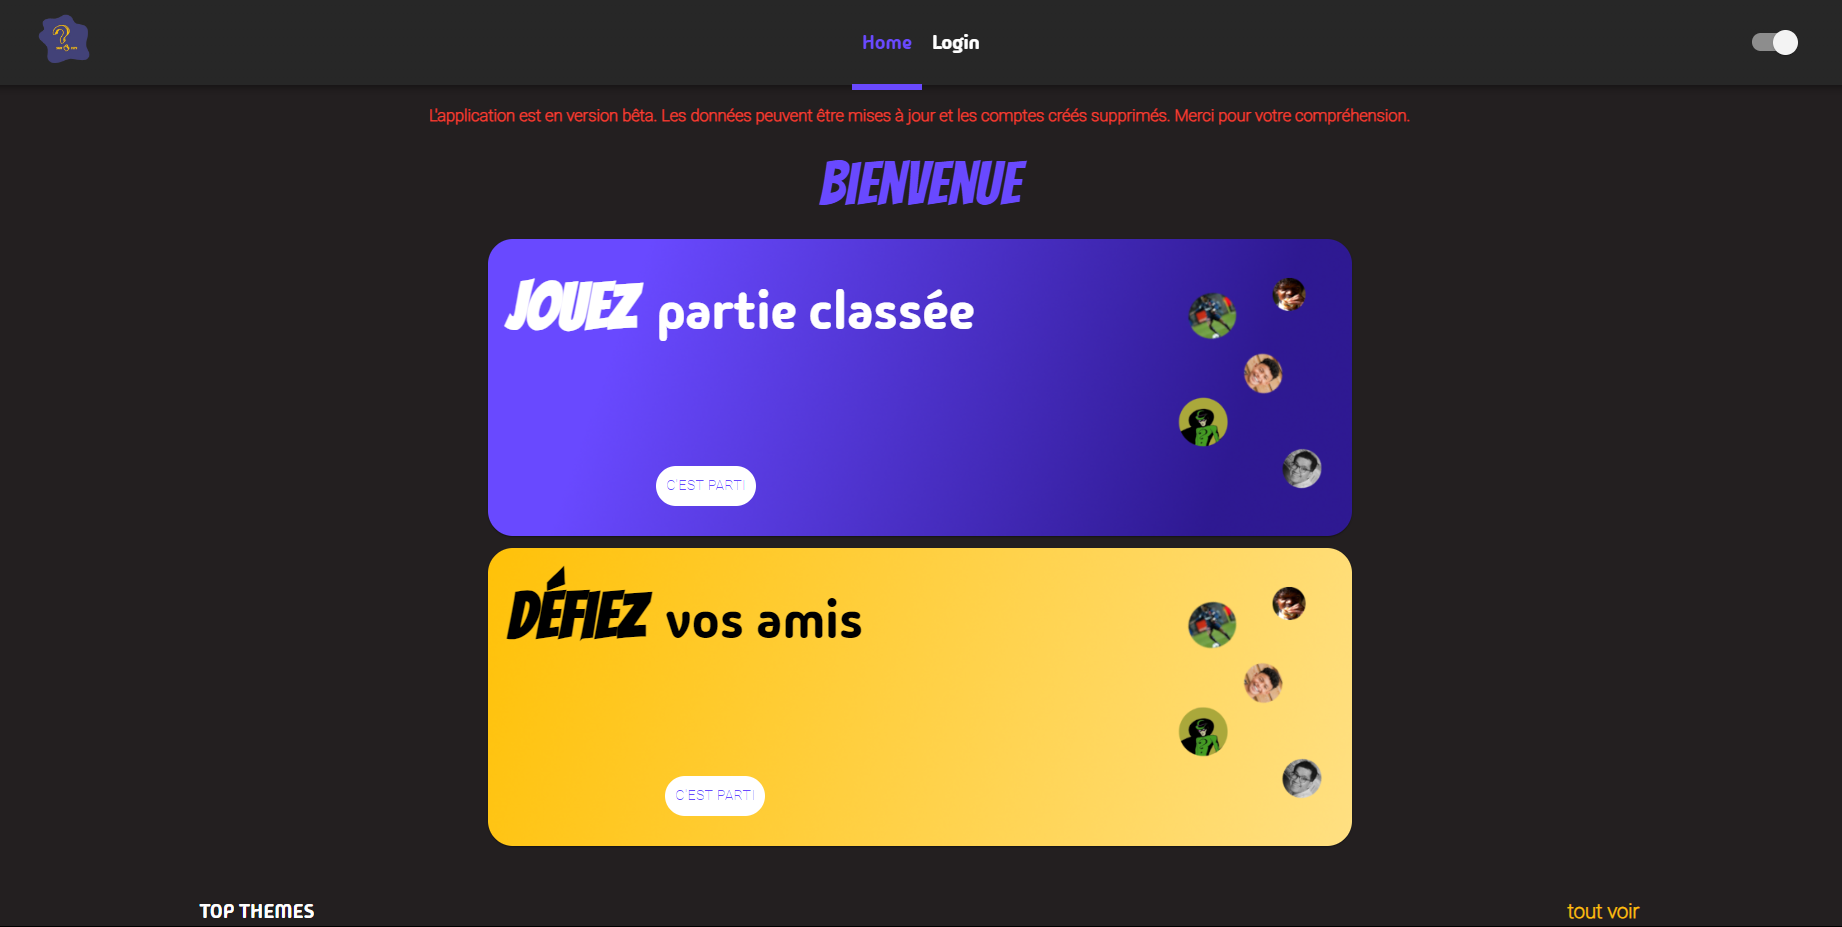 Home Login
L'application est en version bêta. Les données peuvent être mises à jour et les comptes créés supprimés. Merci pour votre compréhension.
BIENVENUE
JOUEZ partie classée
C'EST PARTI
DÉFIEZ vos amis
C'EST PARTI
TOP THEMES
tout voir